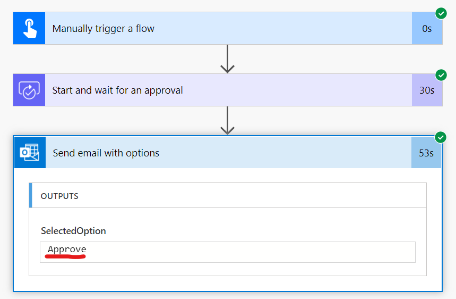 Manually trigger a flow
0s
Start and wait for an approval
30s
Send email with options
53s
OUTPUTS
SelectedOption
Approve